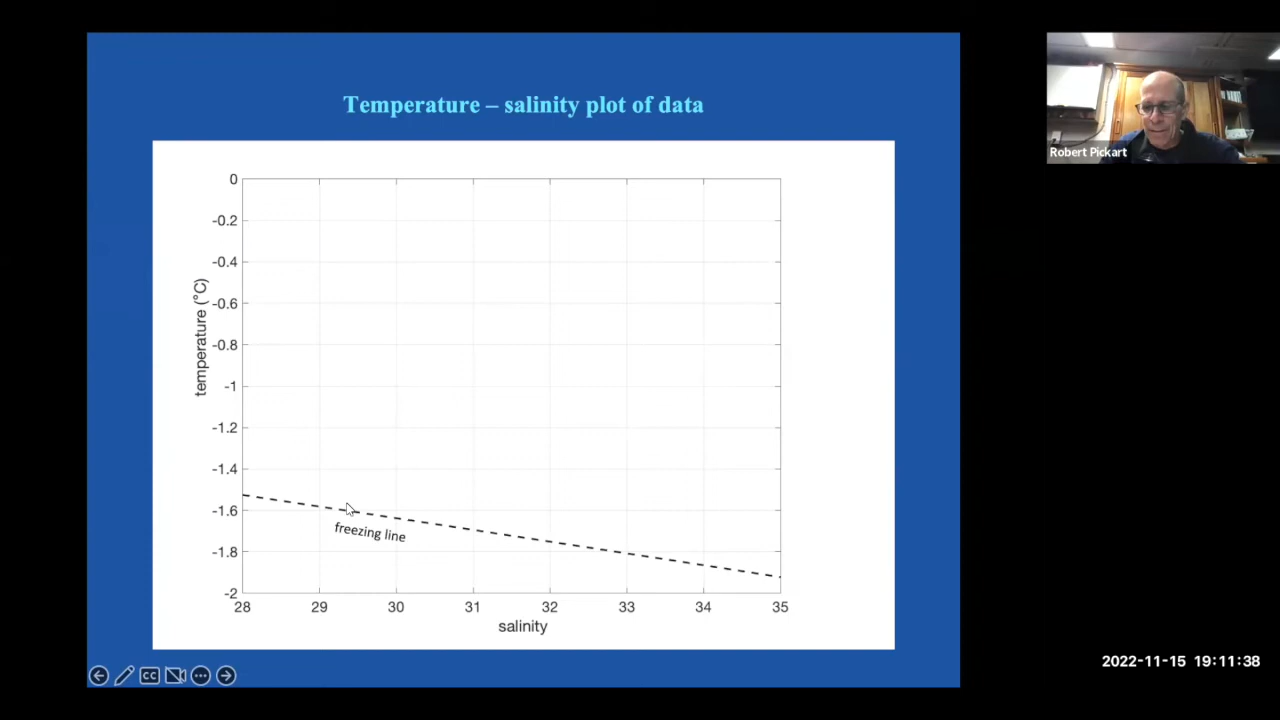 Temperature – salinity plot of data
Robert Pickart
0
-0.2
-0.4
-0.6
-0.8
-1
-1.2
-1.4
-1.6
-1.8
-2
temperature (°C)
freezing line
28 29 30 31 32 33 34 35
salinity
CC
2022-11-15 19:11:38